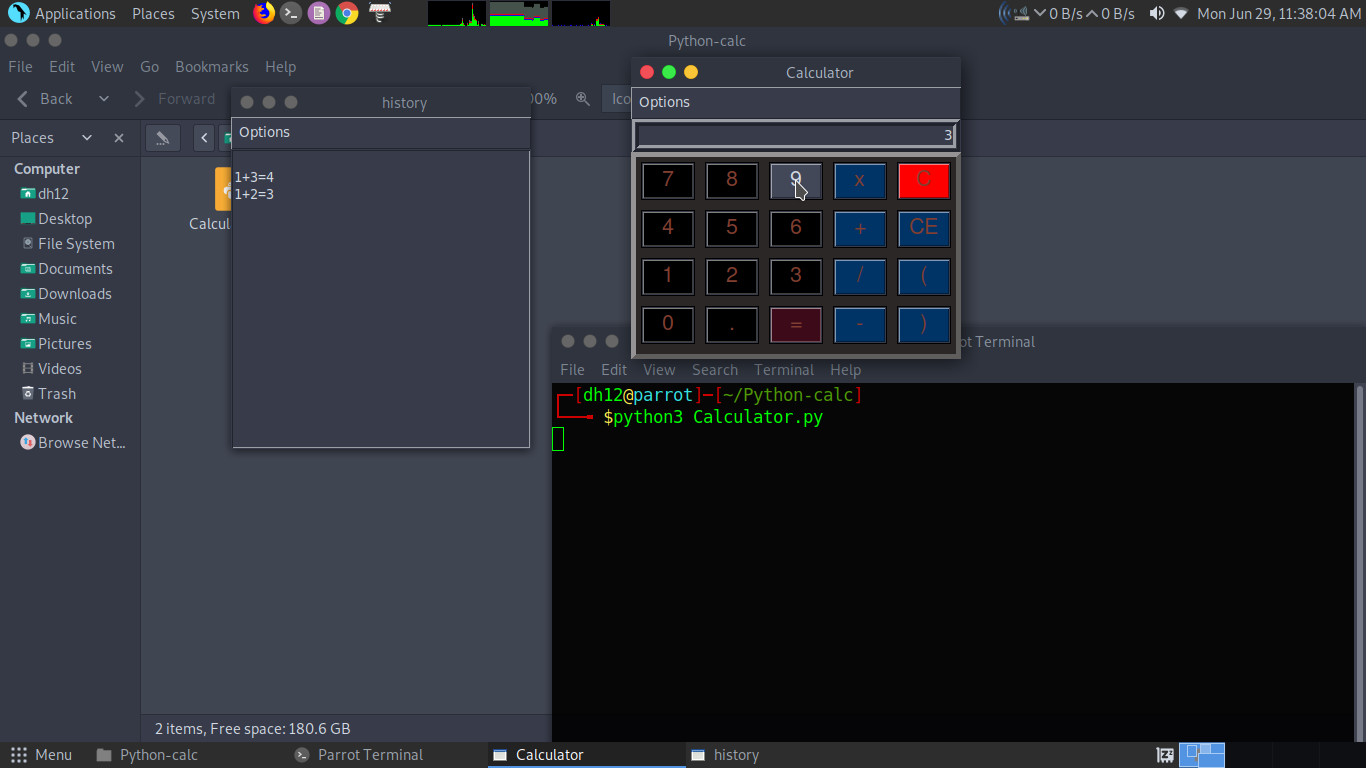 Applications Places System 0 B/s 0 B/s Mon Jun 29, 11:38:04 AM
Python-calc
File Edit View Go Bookmarks Help
Back Forward 00% Ico
Places
Computer
dh12
Desktop
File System
Documents
Downloads
Music
Pictures
Videos
Trash
Network
Browse Net...
Calcul
2 items, Free space: 180.6 GB
history
Options
1+3=4
1+2=3
Calculator
Options
3
7 8 9 x C
4 5 6 + CE
1 2 3 / (
0 . = - )
ot Terminal
File Edit View Search Terminal Help
[dh12@parrot]─[~/Python-calc]
$python3 Calculator.py
Menu Python-calc Parrot Terminal Calculator history